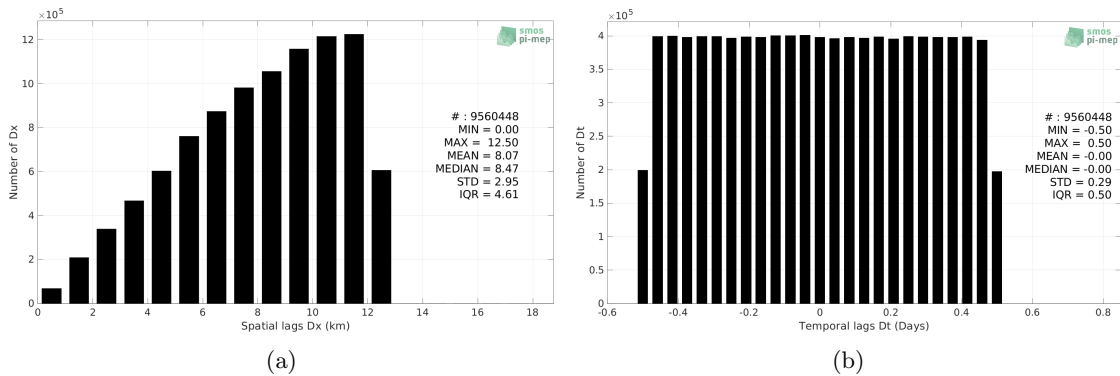 ×10⁵
12
10
8
6
4
2
0
0 2 4 6 8 10 12 14 16 18
Number of Dx
Spatial lags Dx (km)
smos
pi-mep
# : 9560448
MIN = 0.00
MAX = 12.50
MEAN = 8.07
MEDIAN = 8.47
STD = 2.95
IQR = 4.61
(a)
×10⁵
4
3.5
3
2.5
2
1.5
1
0.5
0
-0.6 -0.4 -0.2 0 0.2 0.4 0.6 0.8
Number of Dt
Temporal lags Dt (Days)
smos
pi-mep
# : 9560448
MIN = -0.50
MAX = 0.50
MEAN = -0.00
MEDIAN = -0.00
STD = 0.29
IQR = 0.50
(b)